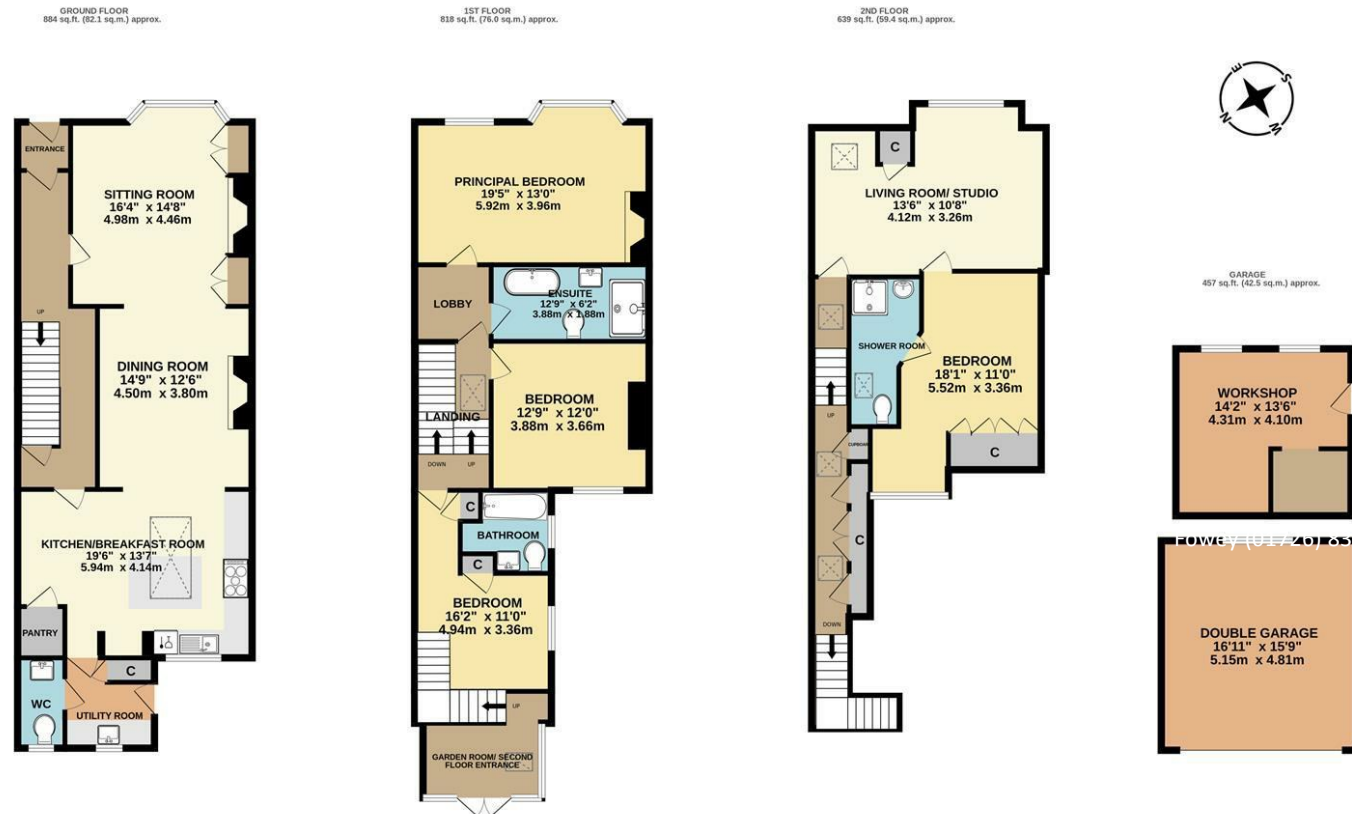 GROUND FLOOR
884 sq.ft. (82.1 sq.m.) approx.
ENTRANCE
SITTING ROOM
16'4" x 14'8"
4.98m x 4.46m
UP
DINING ROOM
14'9" x 12'6"
4.50m x 3.80m
KITCHEN/BREAKFAST ROOM
19'6" x 13'7"
5.94m x 4.14m
PANTRY
C
WC
UTILITY ROOM
1ST FLOOR
818 sq.ft. (76.0 sq.m.) approx.
PRINCIPAL BEDROOM
19'5" x 13'0"
5.92m x 3.96m
LOBBY
ENSUITE
12'9" x 6'2"
3.88m x 1.88m
BEDROOM
12'9" x 12'0"
3.88m x 3.66m
LANDING
DOWN
UP
C
BATHROOM
C
BEDROOM
16'2" x 11'0"
4.94m x 3.36m
UP
GARDEN ROOM/ SECOND
FLOOR ENTRANCE
2ND FLOOR
639 sq.ft. (59.4 sq.m.) approx.
C
LIVING ROOM/ STUDIO
13'6" x 10'8"
4.12m x 3.26m
SHOWER ROOM
BEDROOM
18'1" x 11'0"
5.52m x 3.36m
UP
CUPBOARD
C
C
DOWN
E
S
N
W
GARAGE
457 sq.ft. (42.5 sq.m.) approx.
WORKSHOP
14'2" x 13'6"
4.31m x 4.10m
Fowey (01726) 83
DOUBLE GARAGE
16'11" x 15'9"
5.15m x 4.81m